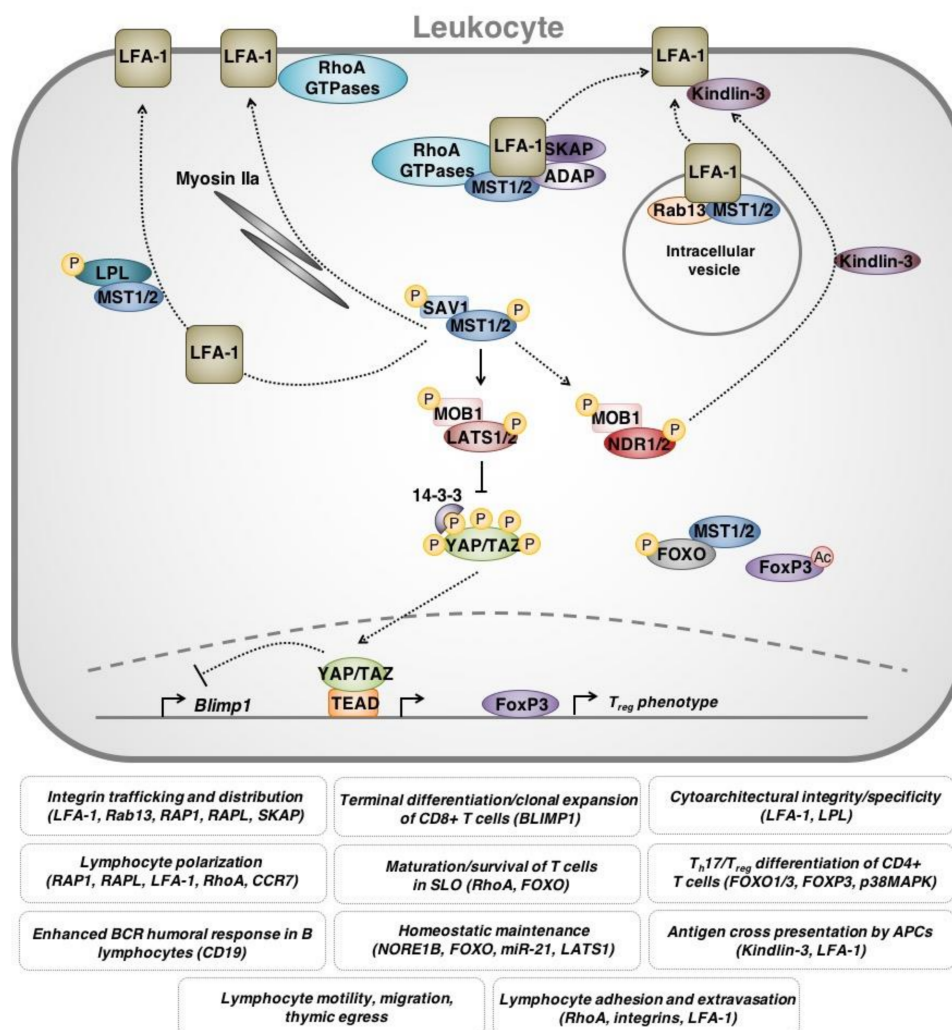 Leukocyte
LFA-1
LFA-1
RhoA
GTPases
LFA-1
Kindlin-3
RhoA
GTPases
LFA-1
SKAP
ADAP
MST1/2
Myosin IIa
LFA-1
Rab13
MST1/2
Intracellular
vesicle
Kindlin-3
P
LPL
MST1/2
LFA-1
P
SAV1
P
MST1/2
P
MOB1
P
LATS1/2
P
MOB1
P
NDR1/2
14-3-3
P
P
P
P
P
YAP/TAZ
MST1/2
P
FOXO
FoxP3
Ac
YAP/TAZ
TEAD
Blimp1
FoxP3
Treg phenotype
Integrin trafficking and distribution
(LFA-1, Rab13, RAP1, RAPL, SKAP)
Terminal differentiation/clonal expansion
of CD8+ T cells (BLIMP1)
Cytoarchitectural integrity/specificity
(LFA-1, LPL)
Lymphocyte polarization
(RAP1, RAPL, LFA-1, RhoA, CCR7)
Maturation/survival of T cells
in SLO (RhoA, FOXO)
Th17/Treg differentiation of CD4+
T cells (FOXO1/3, FOXP3, p38MAPK)
Enhanced BCR humoral response in B
lymphocytes (CD19)
Homeostatic maintenance
(NORE1B, FOXO, miR-21, LATS1)
Antigen cross presentation by APCs
(Kindlin-3, LFA-1)
Lymphocyte motility, migration,
thymic egress
Lymphocyte adhesion and extravasation
(RhoA, integrins, LFA-1)